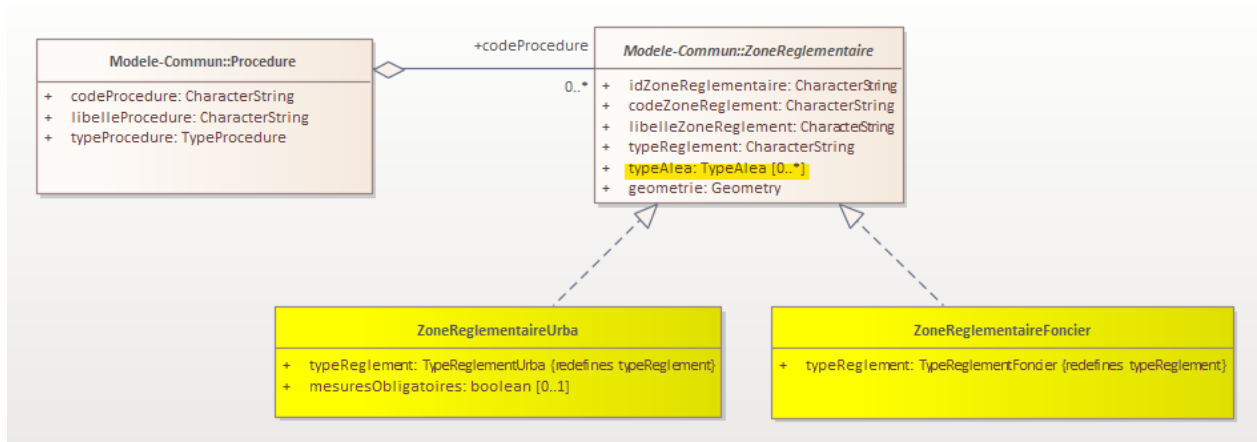 Modele-Commun::Procedure
+ codeProcedure: CharacterString
+ libelleProcedure: CharacterString
+ typeProcedure: TypeProcedure
+codeProcedure
0..*
Modele-Commun::ZoneReglementaire
+ idZoneReglementaire: CharacterString
+ codeZoneReglement: CharacterString
+ libelleZoneReglement: CharacterString
+ typeReglement: CharacterString
+ typeAlea: TypeAlea [0..*]
+ geometrie: Geometry
ZoneReglementaireUrba
+ typeReglement: TypeReglementUrba {redefines typeReglement}
+ mesuresObligatoires: boolean [0..1]
ZoneReglementaireFoncier
+ typeReglement: TypeReglementFoncier {redefines typeReglement}